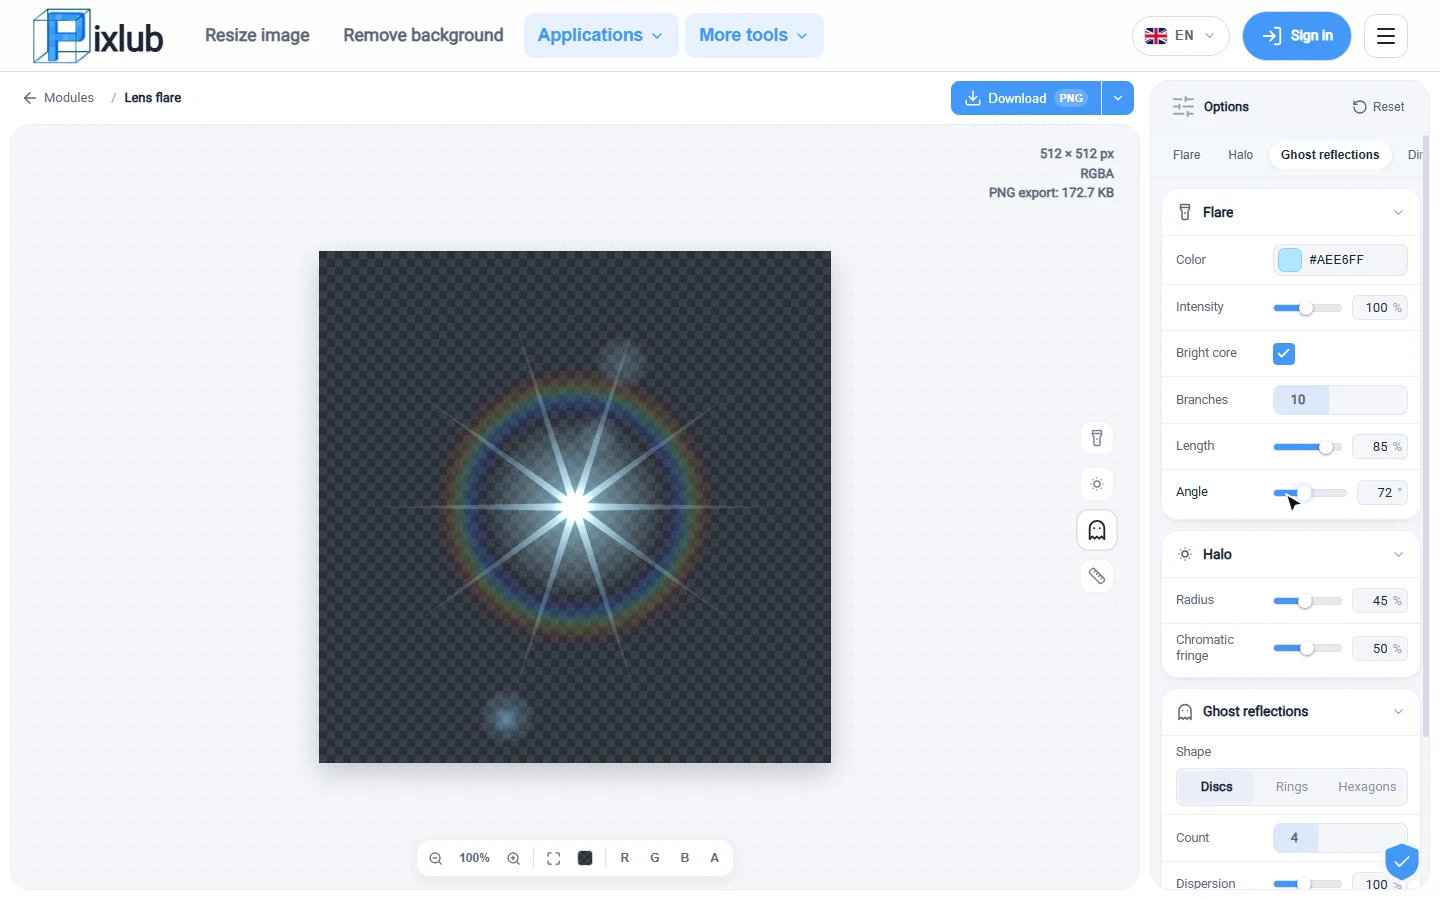 Pixlub
Resize image
Remove background
Applications
More tools
EN
Sign in
Modules / Lens flare
Download PNG
512 × 512 px
RGBA
PNG export: 172.7 KB
100%
R G B A
Options
Reset
Flare
Halo
Ghost reflections
Flare
Color #AEE6FF
Intensity 100 %
Bright core
Branches 10
Length 85 %
Angle 72 °
Halo
Radius 45 %
Chromatic
fringe 50 %
Ghost reflections
Shape
Discs Rings Hexagons
Count 4
Dispersion 100 %